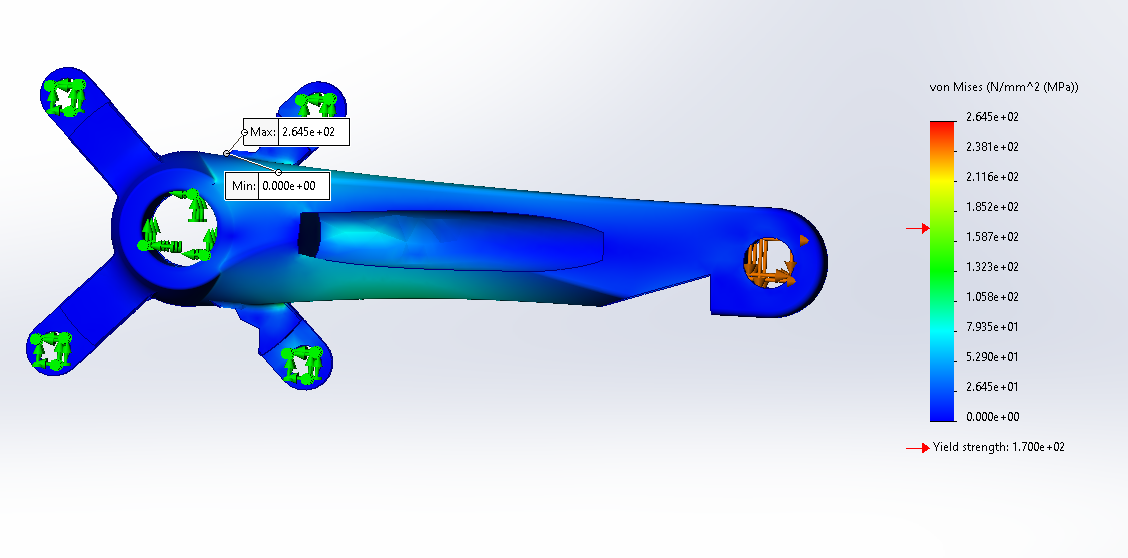 von Mises (N/mm^2 (MPa))
2.645e+02
Max: 2.645e+02
2.381e+02
2.116e+02
Min: 0.000e+00
1.852e+02
1.587e+02
1.323e+02
1.058e+02
7.935e+01
5.290e+01
2.645e+01
0.000e+00
Yield strength: 1.700e+02